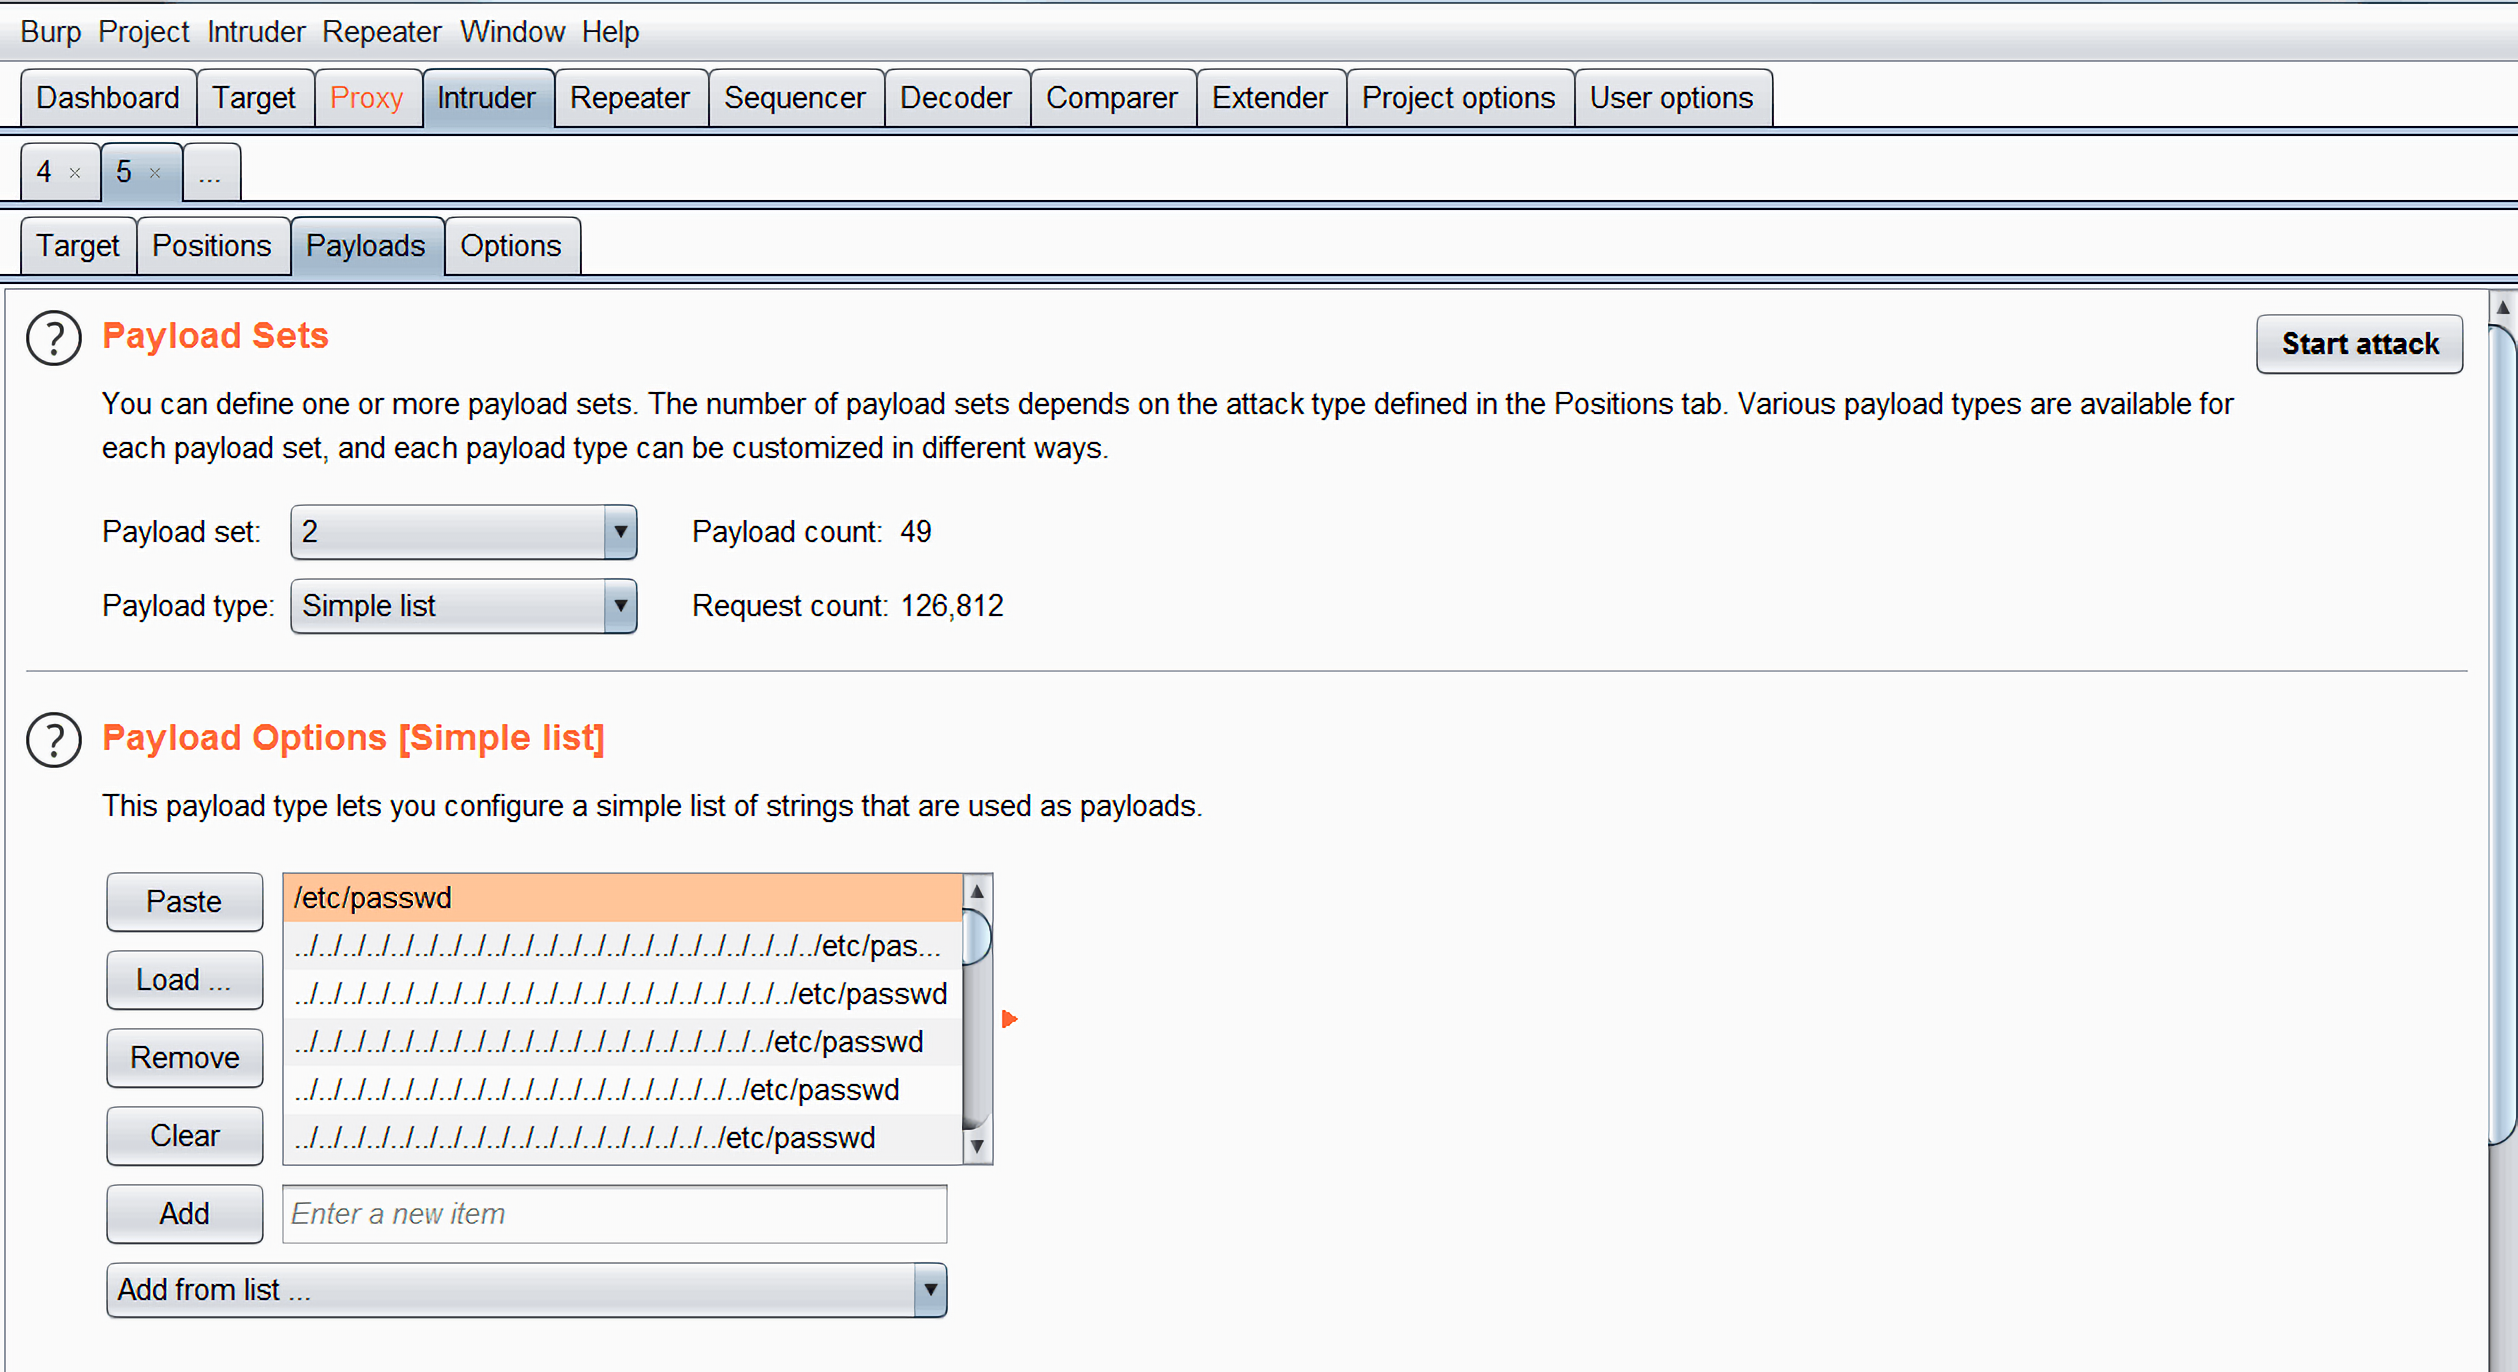 Burp Project Intruder Repeater Window Help
Dashboard Target Proxy Intruder Repeater Sequencer Decoder Comparer Extender Project options User options
4 × 5 × ...
Target Positions Payloads Options
? Payload Sets Start attack
You can define one or more payload sets. The number of payload sets depends on the attack type defined in the Positions tab. Various payload types are available for
each payload set, and each payload type can be customized in different ways.
Payload set: 2 Payload count: 49
Payload type: Simple list Request count: 126,812
? Payload Options [Simple list]
This payload type lets you configure a simple list of strings that are used as payloads.
Paste /etc/passwd
../../../../../../../../../../../../../../../../../../../../../../etc/pas...
Load ... ../../../../../../../../../../../../../../../../../../../../../etc/passwd
Remove ../../../../../../../../../../../../../../../../../../../../etc/passwd
../../../../../../../../../../../../../../../../../../../etc/passwd
Clear ../../../../../../../../../../../../../../../../../../etc/passwd
Add Enter a new item
Add from list ...